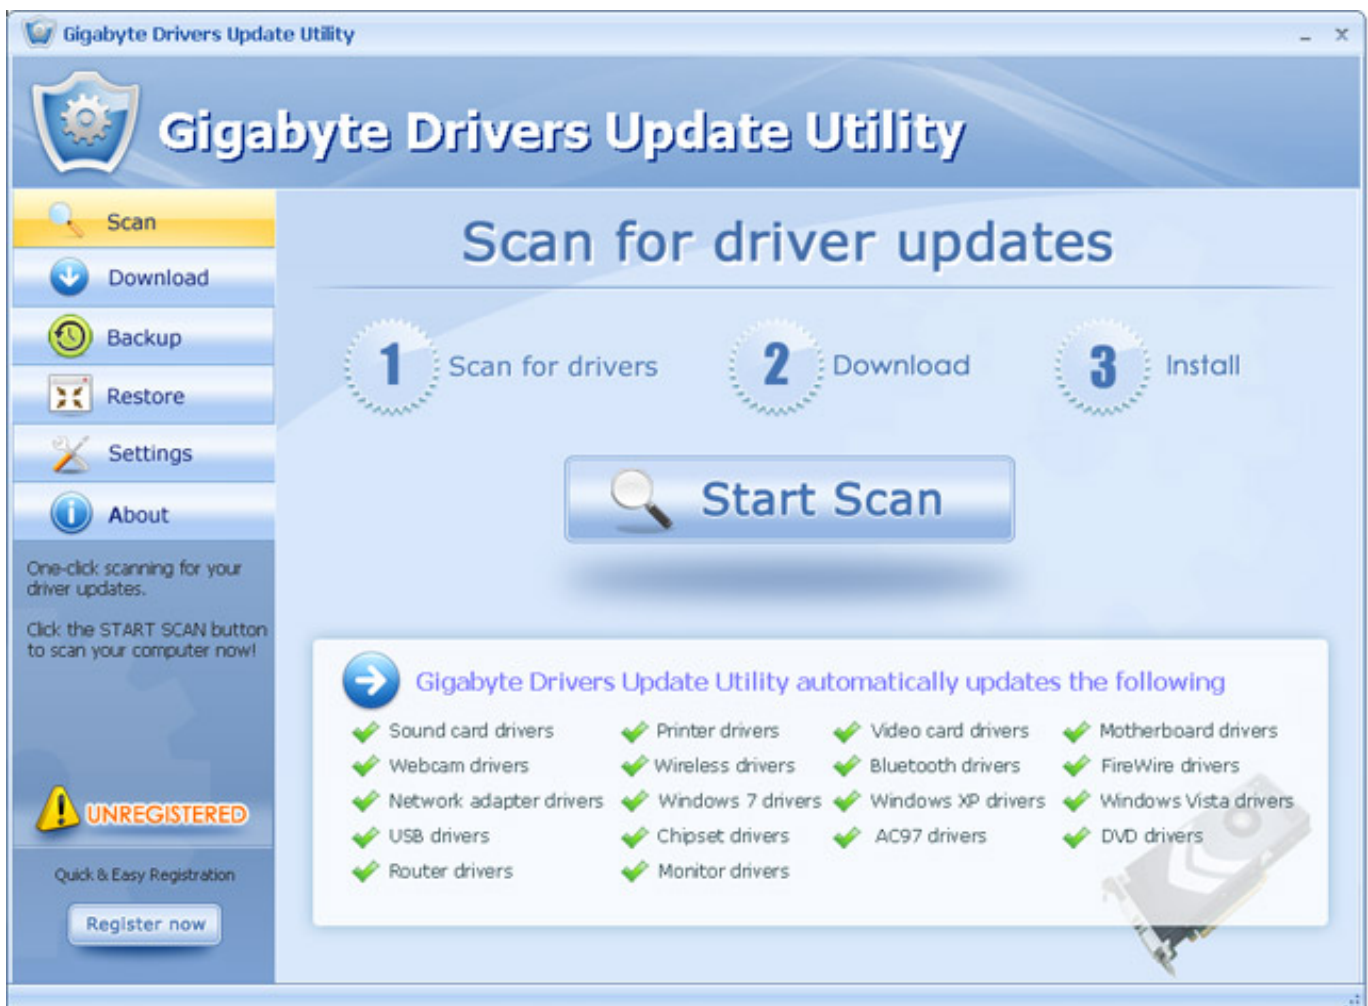 Gigabyte Drivers Update Utility
Gigabyte Drivers Update Utility
Scan
Download
Backup
Restore
Settings
About
One-click scanning for your
driver updates.
Click the START SCAN button
to scan your computer now!
UNREGISTERED
Quick & Easy Registration
Register now
Scan for driver updates
1 Scan for drivers 2 Download 3 Install
Start Scan
Gigabyte Drivers Update Utility automatically updates the following
Sound card drivers Printer drivers Video card drivers Motherboard drivers
Webcam drivers Wireless drivers Bluetooth drivers FireWire drivers
Network adapter drivers Windows 7 drivers Windows XP drivers Windows Vista drivers
USB drivers Chipset drivers AC97 drivers DVD drivers
Router drivers Monitor drivers